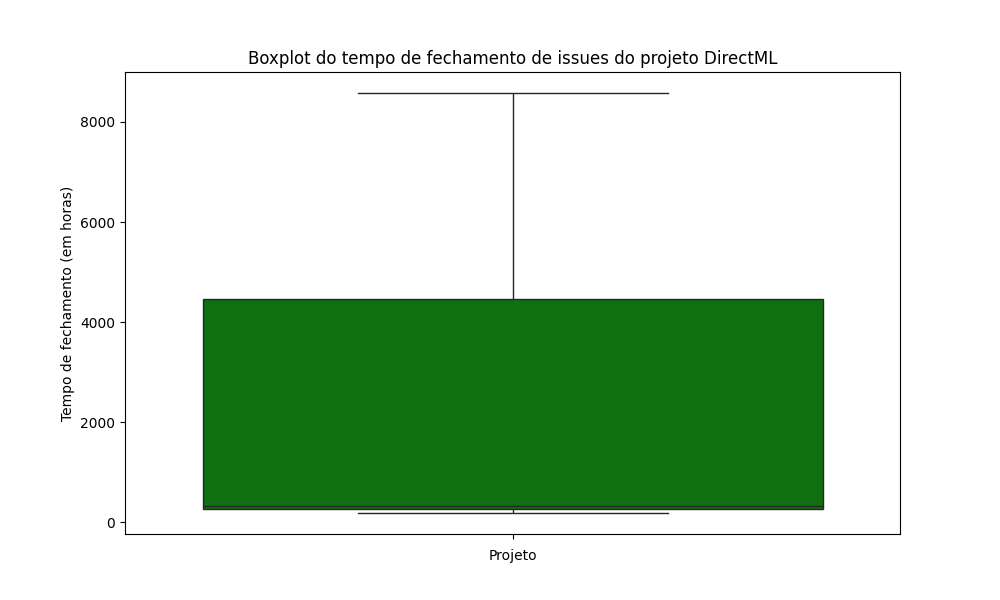 Boxplot do tempo de fechamento de issues do projeto DirectML
Tempo de fechamento (em horas)
8000
6000
4000
2000
0
Projeto